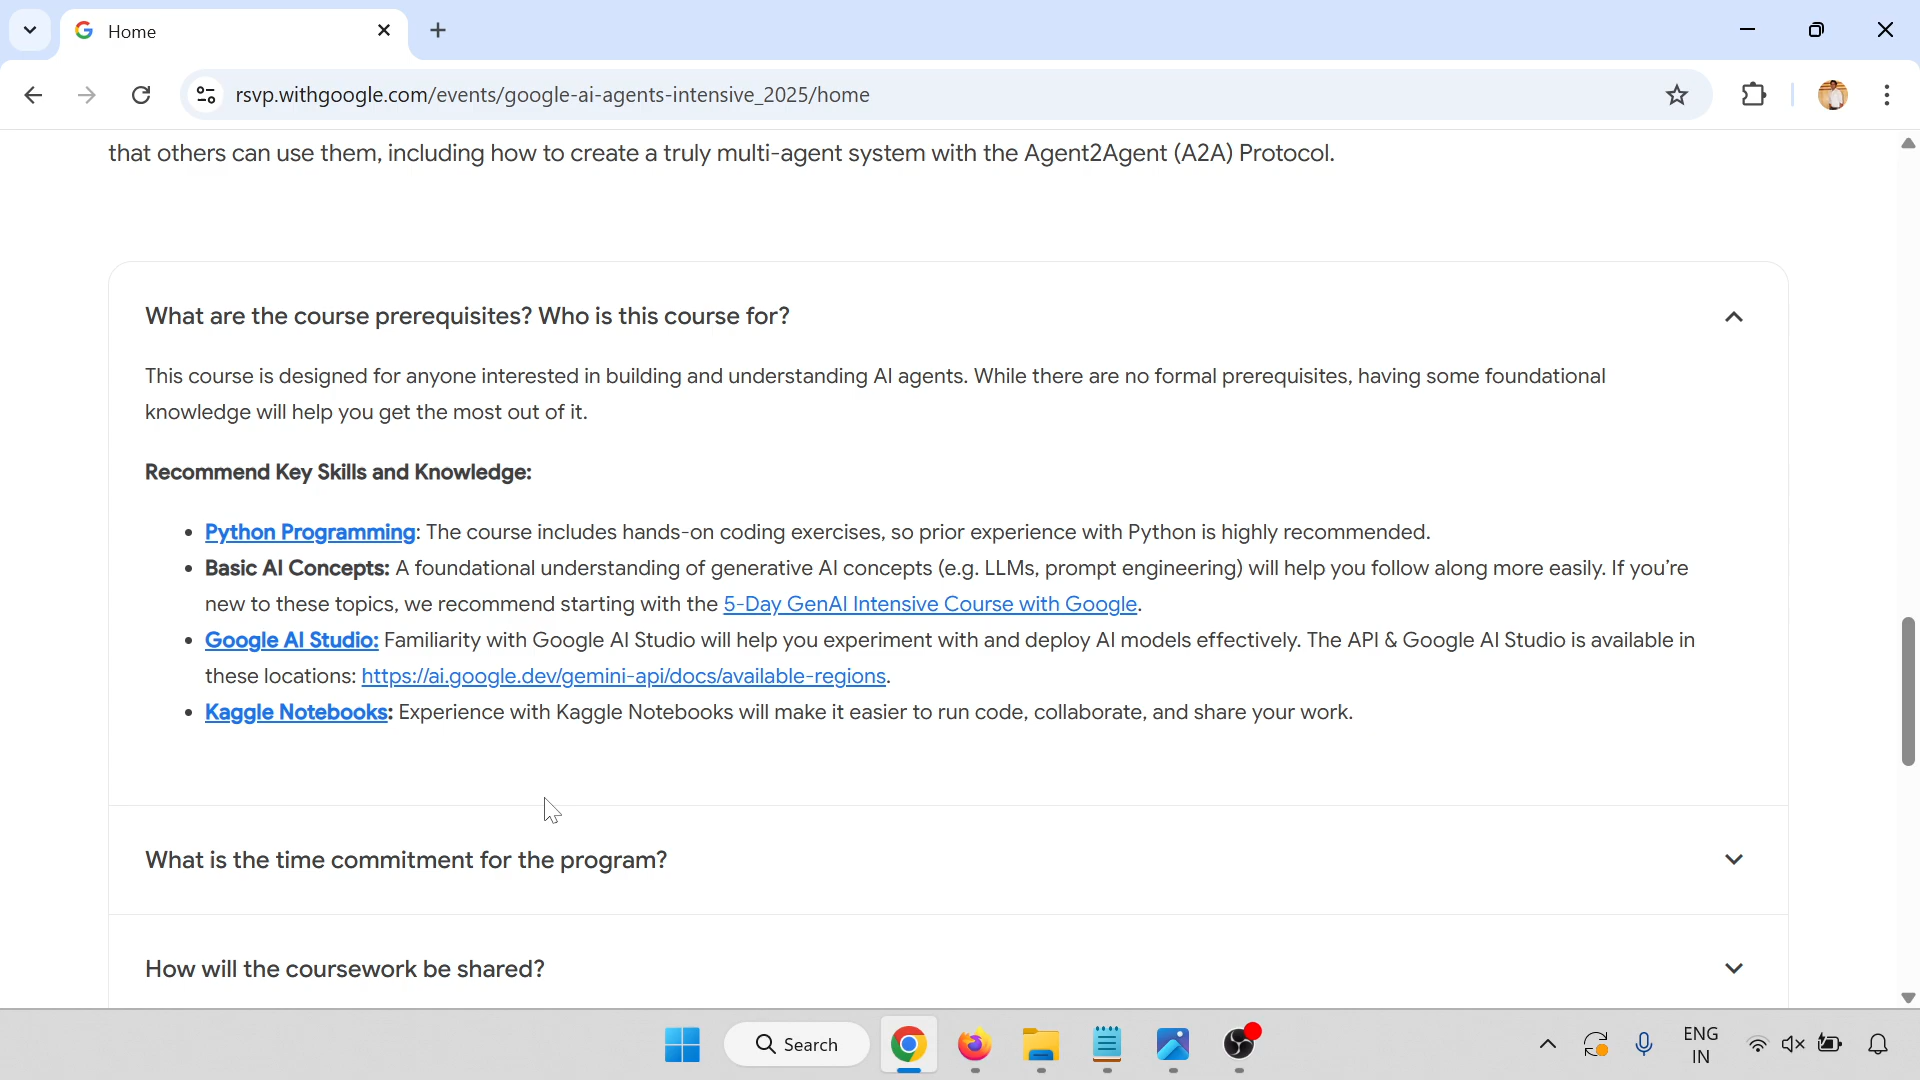 Home
rsvp.withgoogle.com/events/google-ai-agents-intensive_2025/home
that others can use them, including how to create a truly multi-agent system with the Agent2Agent (A2A) Protocol.
What are the course prerequisites? Who is this course for?
This course is designed for anyone interested in building and understanding AI agents. While there are no formal prerequisites, having some foundational
knowledge will help you get the most out of it.
Recommend Key Skills and Knowledge:
• Python Programming: The course includes hands-on coding exercises, so prior experience with Python is highly recommended.
• Basic AI Concepts: A foundational understanding of generative AI concepts (e.g. LLMs, prompt engineering) will help you follow along more easily. If you’re
new to these topics, we recommend starting with the 5-Day GenAI Intensive Course with Google.
• Google AI Studio: Familiarity with Google AI Studio will help you experiment with and deploy AI models effectively. The API & Google AI Studio is available in
these locations: https://ai.google.dev/gemini-api/docs/available-regions.
• Kaggle Notebooks: Experience with Kaggle Notebooks will make it easier to run code, collaborate, and share your work.
What is the time commitment for the program?
How will the coursework be shared?
Search
ENG
IN